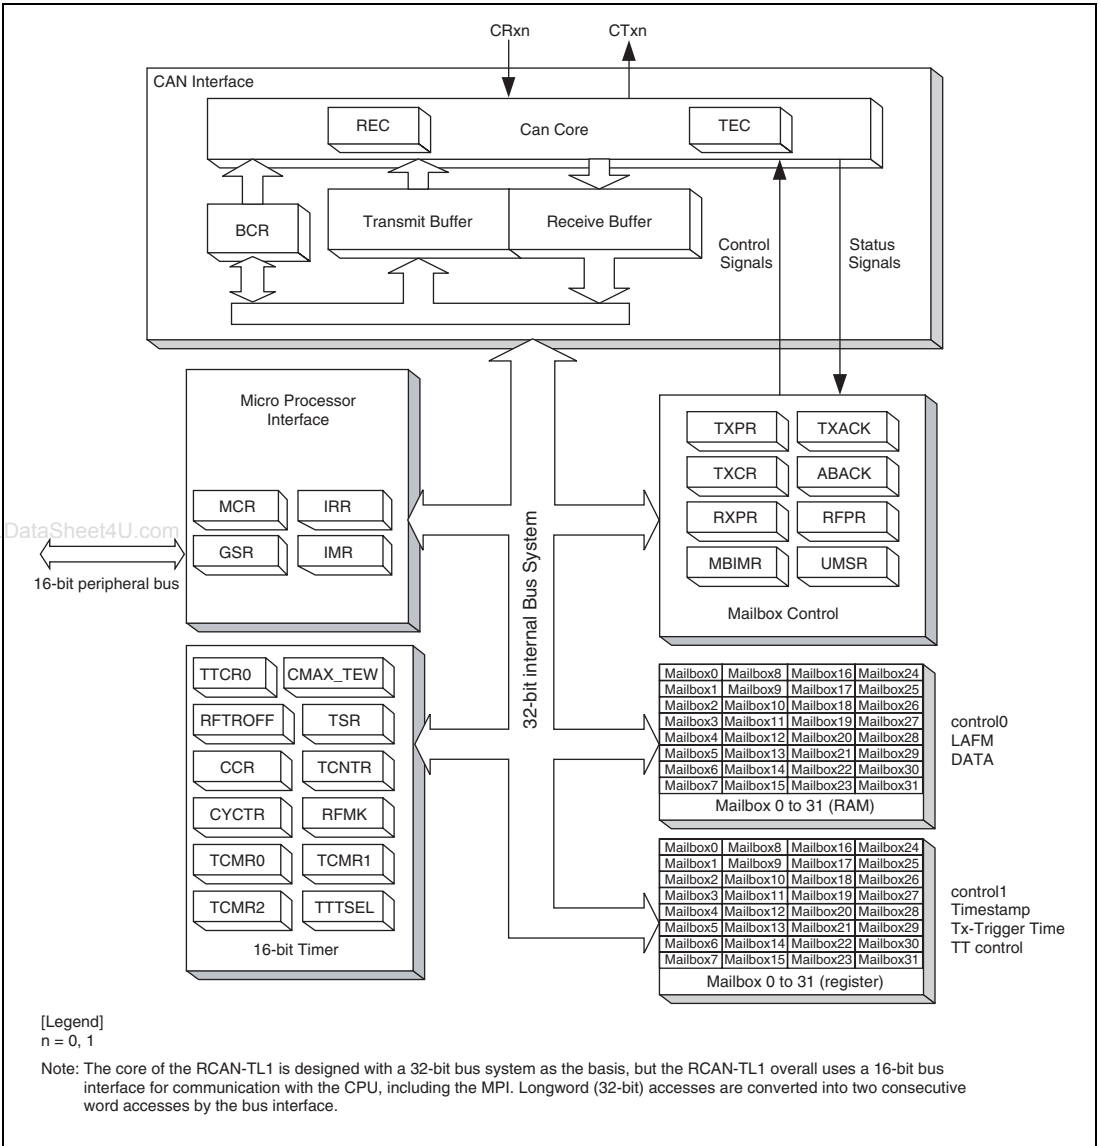 CRxn CTxn
CAN Interface
REC Can Core TEC
BCR
Transmit Buffer Receive Buffer
Control
Signals
Status
Signals
Micro Processor
Interface
MCR IRR
GSR IMR
DataSheet4U.com
16-bit peripheral bus
32-bit internal Bus System
TXPR TXACK
TXCR ABACK
RXPR RFPR
MBIMR UMSR
Mailbox Control
TTCR0 CMAX_TEW
RFTROFF TSR
CCR TCNTR
CYCTR RFMK
TCMR0 TCMR1
TCMR2 TTTSEL
16-bit Timer
Mailbox0 Mailbox8 Mailbox16 Mailbox24
Mailbox1 Mailbox9 Mailbox17 Mailbox25
Mailbox2 Mailbox10 Mailbox18 Mailbox26
Mailbox3 Mailbox11 Mailbox19 Mailbox27
Mailbox4 Mailbox12 Mailbox20 Mailbox28
Mailbox5 Mailbox13 Mailbox21 Mailbox29
Mailbox6 Mailbox14 Mailbox22 Mailbox30
Mailbox7 Mailbox15 Mailbox23 Mailbox31
Mailbox 0 to 31 (RAM)
control0
LAFM
DATA
Mailbox0 Mailbox8 Mailbox16 Mailbox24
Mailbox1 Mailbox9 Mailbox17 Mailbox25
Mailbox2 Mailbox10 Mailbox18 Mailbox26
Mailbox3 Mailbox11 Mailbox19 Mailbox27
Mailbox4 Mailbox12 Mailbox20 Mailbox28
Mailbox5 Mailbox13 Mailbox21 Mailbox29
Mailbox6 Mailbox14 Mailbox22 Mailbox30
Mailbox7 Mailbox15 Mailbox23 Mailbox31
Mailbox 0 to 31 (register)
control1
Timestamp
Tx-Trigger Time
TT control
[Legend]
n = 0, 1
Note: The core of the RCAN-TL1 is designed with a 32-bit bus system as the basis, but the RCAN-TL1 overall uses a 16-bit bus
interface for communication with the CPU, including the MPI. Longword (32-bit) accesses are converted into two consecutive
word accesses by the bus interface.